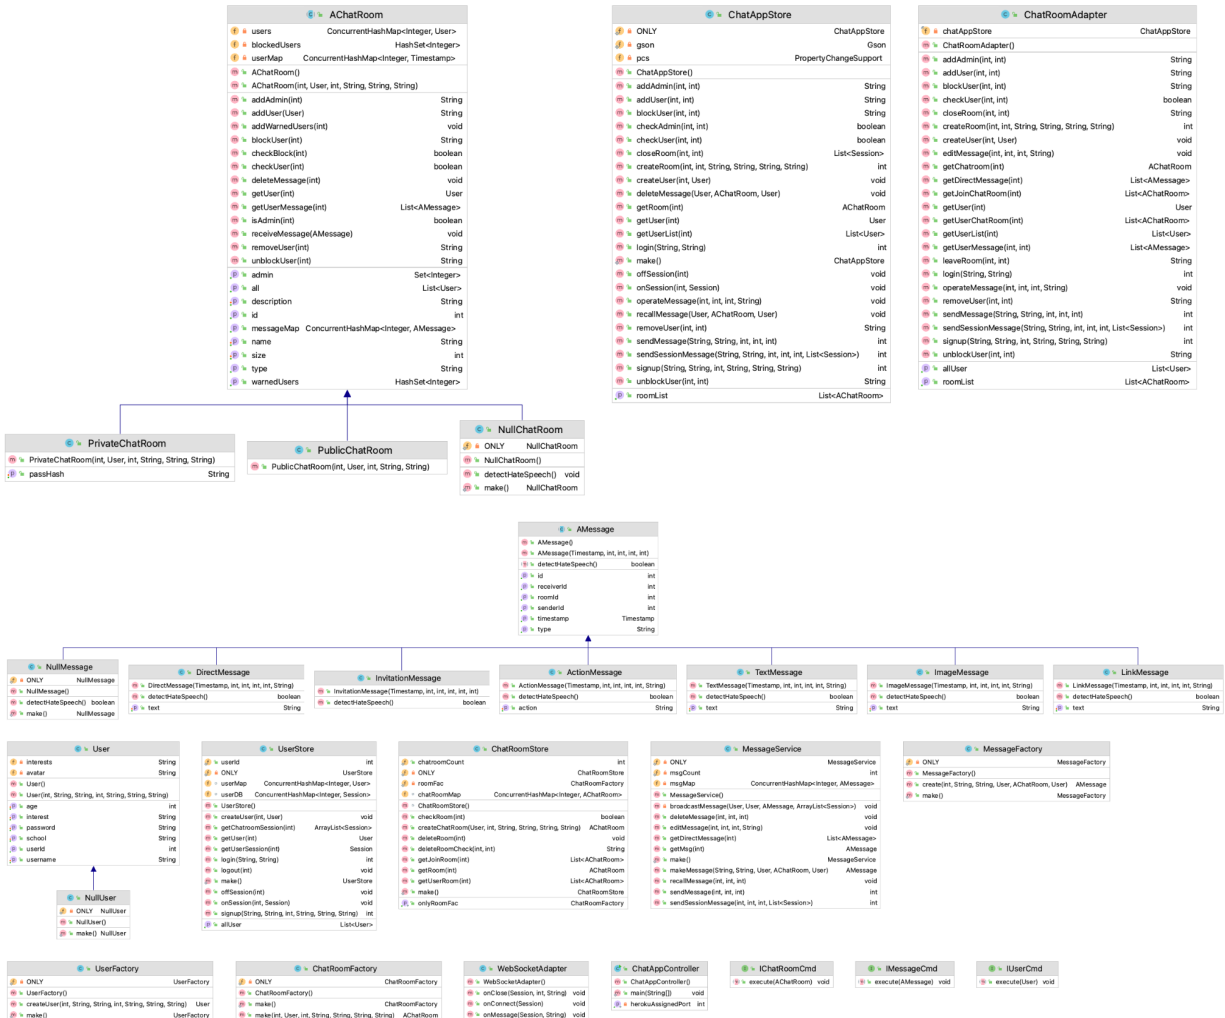 AChatRoom
users ConcurrentHashMap<Integer, User>
blockedUsers HashSet<Integer>
userMap ConcurrentHashMap<Integer, Timestamp>
AChatRoom()
AChatRoom(int, User, int, String, String, String)
addAdmin(int) String
addUser(User) String
addWarnedUsers(int) void
blockUser(int) String
checkBlock(int) boolean
checkUser(int) boolean
deleteMessage(int) void
getUser(int) User
getUserMessage(int) List<AMessage>
isAdmin(int) boolean
receiveMessage(AMessage) void
removeUser(int) String
unblockUser(int) String
admin Set<Integer>
all List<User>
description String
id int
messageMap ConcurrentHashMap<Integer, AMessage>
name String
size int
type String
warnedUsers HashSet<Integer>
ChatAppStore
ONLY ChatAppStore
gson Gson
pcs PropertyChangeSupport
ChatAppStore()
addAdmin(int, int) String
addUser(int, int) String
blockUser(int, int) String
checkAdmin(int, int) boolean
checkUser(int, int) boolean
closeRoom(int, int) List<Session>
createRoom(int, int, String, String, String, String) int
createUser(int, User) void
deleteMessage(User, AChatRoom, User) void
getRoom(int) AChatRoom
getUser(int) User
getUserList(int) List<User>
login(String, String) int
make() ChatAppStore
offSession(int) void
onSession(int, Session) void
operateMessage(int, int, int, String) void
recallMessage(User, AChatRoom, User) void
removeUser(int, int) String
sendMessage(String, String, int, int, int) int
sendSessionMessage(String, String, int, int, int, List<Session>) int
signup(String, String, int, String, String, String) int
unblockUser(int, int) String
roomList List<AChatRoom>
ChatRoomAdapter
chatAppStore ChatAppStore
ChatRoomAdapter()
addAdmin(int, int) String
addUser(int, int) String
blockUser(int, int) String
checkUser(int, int) boolean
closeRoom(int, int) String
createRoom(int, int, String, String, String, String) int
createUser(int, User) void
editMessage(int, int, int, String) void
getChatroom(int) AChatRoom
getDirectMessage(int) List<AMessage>
getJoinChatRoom(int) List<AChatRoom>
getUser(int) User
getUserChatRoom(int) List<AChatRoom>
getUserList(int) List<User>
getUserMessage(int, int) List<AMessage>
leaveRoom(int, int) String
login(String, String) int
operateMessage(int, int, int, String) void
removeUser(int, int) String
sendMessage(String, String, int, int, int) int
sendSessionMessage(String, String, int, int, int, List<Session>) int
signup(String, String, int, String, String, String) int
unblockUser(int, int) String
allUser List<User>
roomList List<AChatRoom>
PrivateChatRoom
PrivateChatRoom(int, User, int, String, String, String)
passHash String
PublicChatRoom
PublicChatRoom(int, User, int, String, String)
NullChatRoom
ONLY NullChatRoom
NullChatRoom()
detectHateSpeech() void
make() NullChatRoom
AMessage
AMessage()
AMessage(Timestamp, int, int, int, int)
detectHateSpeech() boolean
id int
receiverId int
roomId int
senderId int
timestamp Timestamp
type String
NullMessage
ONLY NullMessage
NullMessage()
detectHateSpeech() boolean
make() NullMessage
DirectMessage
DirectMessage(Timestamp, int, int, int, int, String)
detectHateSpeech() boolean
text String
InvitationMessage
InvitationMessage(Timestamp, int, int, int, int, int)
detectHateSpeech() boolean
ActionMessage
ActionMessage(Timestamp, int, int, int, int, String)
detectHateSpeech() boolean
action String
TextMessage
TextMessage(Timestamp, int, int, int, int, String)
detectHateSpeech() boolean
text String
ImageMessage
ImageMessage(Timestamp, int, int, int, int, String)
detectHateSpeech() boolean
text String
LinkMessage
LinkMessage(Timestamp, int, int, int, int, String)
detectHateSpeech() boolean
text String
User
interests String
avatar String
User()
User(int, String, String, int, String, String, String)
age int
interest String
password String
school String
userId int
username String
NullUser
ONLY NullUser
NullUser()
make() NullUser
UserStore
userId int
ONLY UserStore
userMap ConcurrentHashMap<Integer, User>
userDB ConcurrentHashMap<Integer, Session>
UserStore()
createUser(int, User) void
getChatroomSession(int) ArrayList<Session>
getUser(int) User
getUserSession(int) Session
login(String, String) int
logout(int) void
make() UserStore
offSession(int) void
onSession(int, Session) void
signup(String, String, int, String, String, String) int
allUser List<User>
ChatRoomStore
chatroomCount int
ONLY ChatRoomStore
roomFac ChatRoomFactory
chatRoomMap ConcurrentHashMap<Integer, AChatRoom>
ChatRoomStore()
checkRoom(int) boolean
createChatRoom(User, int, String, String, String, String) AChatRoom
deleteRoom(int) void
deleteRoomCheck(int, int) String
getJoinRoom(int) List<AChatRoom>
getRoom(int) AChatRoom
getUserRoom(int) List<AChatRoom>
make() ChatRoomStore
onlyRoomFac ChatRoomFactory
MessageService
ONLY MessageService
msgCount int
msgMap ConcurrentHashMap<Integer, AMessage>
MessageService()
broadcastMessage(User, User, AMessage, ArrayList<Session>) void
deleteMessage(int, int, int) void
editMessage(int, int, int, String) void
getDirectMessage(int) List<AMessage>
getMsg(int) AMessage
make() MessageService
makeMessage(String, String, User, AChatRoom, User) AMessage
recallMessage(int, int, int) void
sendMessage(int, int, int) int
sendSessionMessage(int, int, int, List<Session>) int
MessageFactory
ONLY MessageFactory
MessageFactory()
create(int, String, String, User, AChatRoom, User) AMessage
make() MessageFactory
UserFactory
ONLY UserFactory
UserFactory()
createUser(int, String, String, int, String, String, String) User
make() UserFactory
ChatRoomFactory
ONLY ChatRoomFactory
ChatRoomFactory()
make() ChatRoomFactory
make(int, User, int, String, String, String, String) AChatRoom
WebSocketAdapter
WebSocketAdapter()
onClose(Session, int, String) void
onConnect(Session) void
onMessage(Session, String) void
ChatAppController
ChatAppController()
main(String[]) void
herokuAssignedPort int
IChatRoomCmd
execute(AChatRoom) void
IMessageCmd
execute(AMessage) void
IUserCmd
execute(User) void